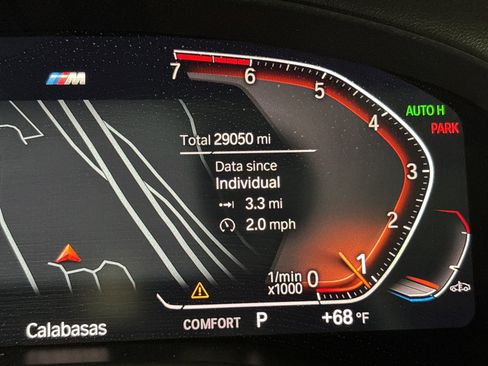 M
7 6 5 4 3 2 1 0
AUTO H
PARK
Total 29050 mi
Data since
Individual
3.3 mi
2.0 mph
1/min
x1000
Calabasas
COMFORT P +68 °F